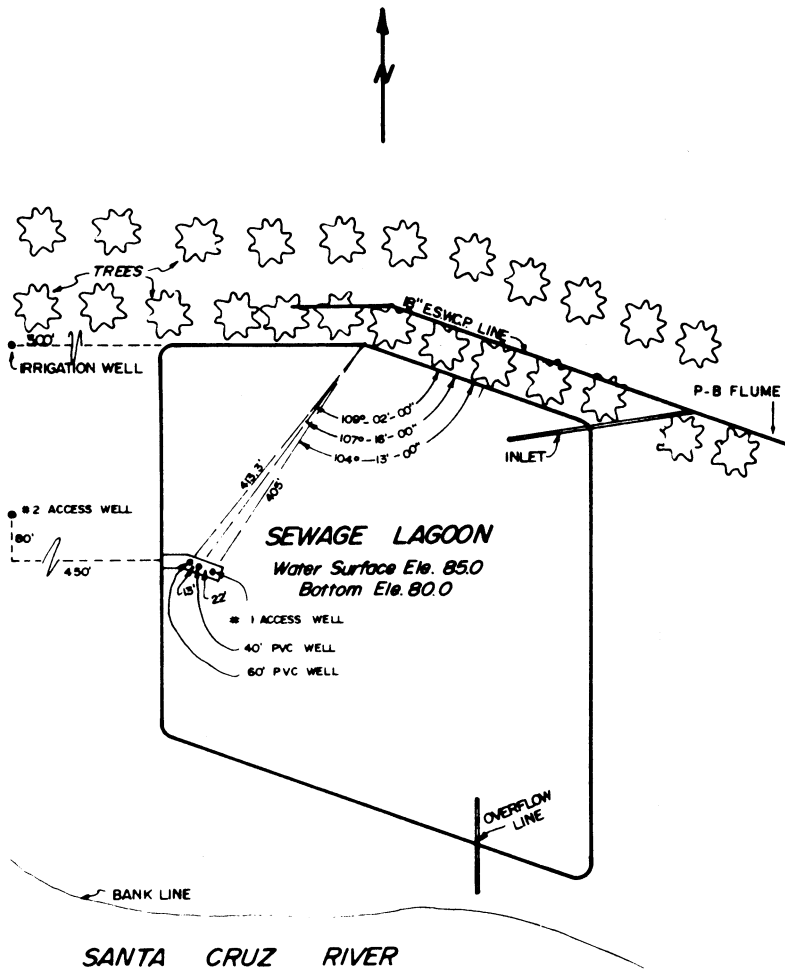 N
TREES
18" E.S.W.C.P. LINE
300'
IRRIGATION WELL
P-B FLUME
109°-02'-00"
107°-16'-00"
104°-13'-00"
INLET
413.3'
405'
#2 ACCESS WELL
80'
450'
SEWAGE LAGOON
Water Surface Ele. 85.0
Bottom Ele. 80.0
13'
22'
# 1 ACCESS WELL
40' PVC WELL
60' PVC WELL
OVERFLOW
LINE
BANK LINE
SANTA CRUZ RIVER